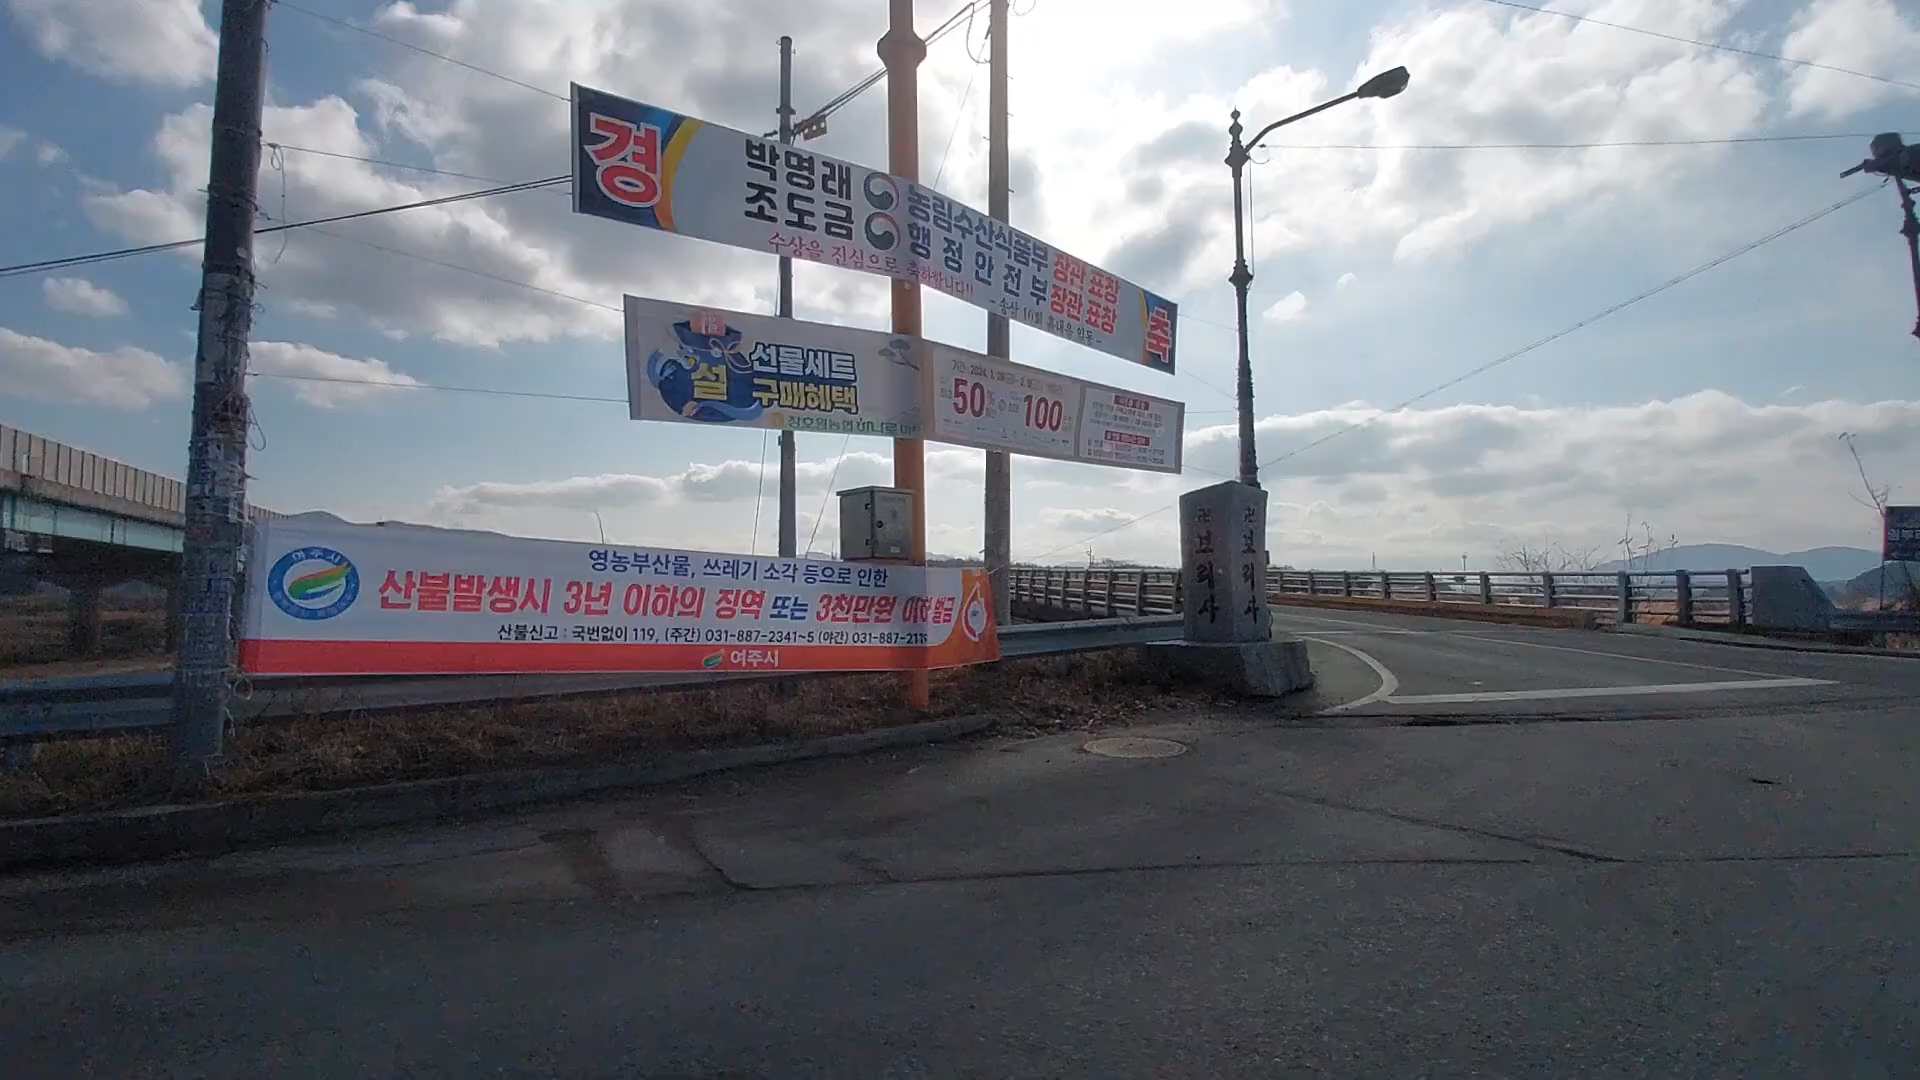 경
박명래
농림수산식품부 장관 표창
조도금
행정안전부 장관 표창
수상을 진심으로 축하합니다!!
축
설
선물세트
구매혜택
50%
100
영농부산물, 쓰레기 소각 등으로 인한
산불발생시 3년 이하의 징역 또는 3천만원 이하 벌금
산불신고 : 국번없이 119, (주간) 031-887-2341~5 (야간) 031-887-2119
여주시
여주시
卍보리사
卍보리사